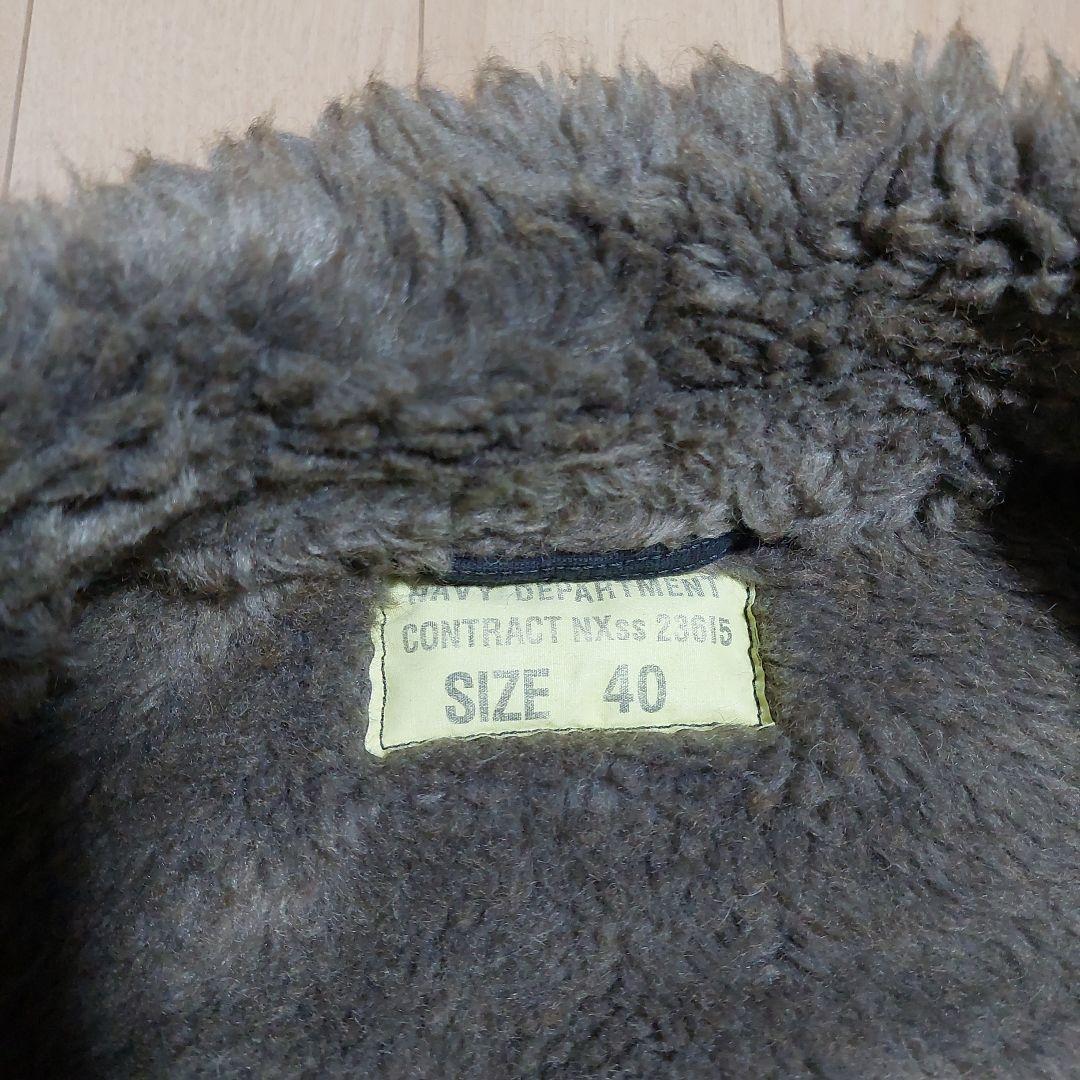 NAVY DEPARTMENT
CONTRACT NXss 23615
SIZE 40